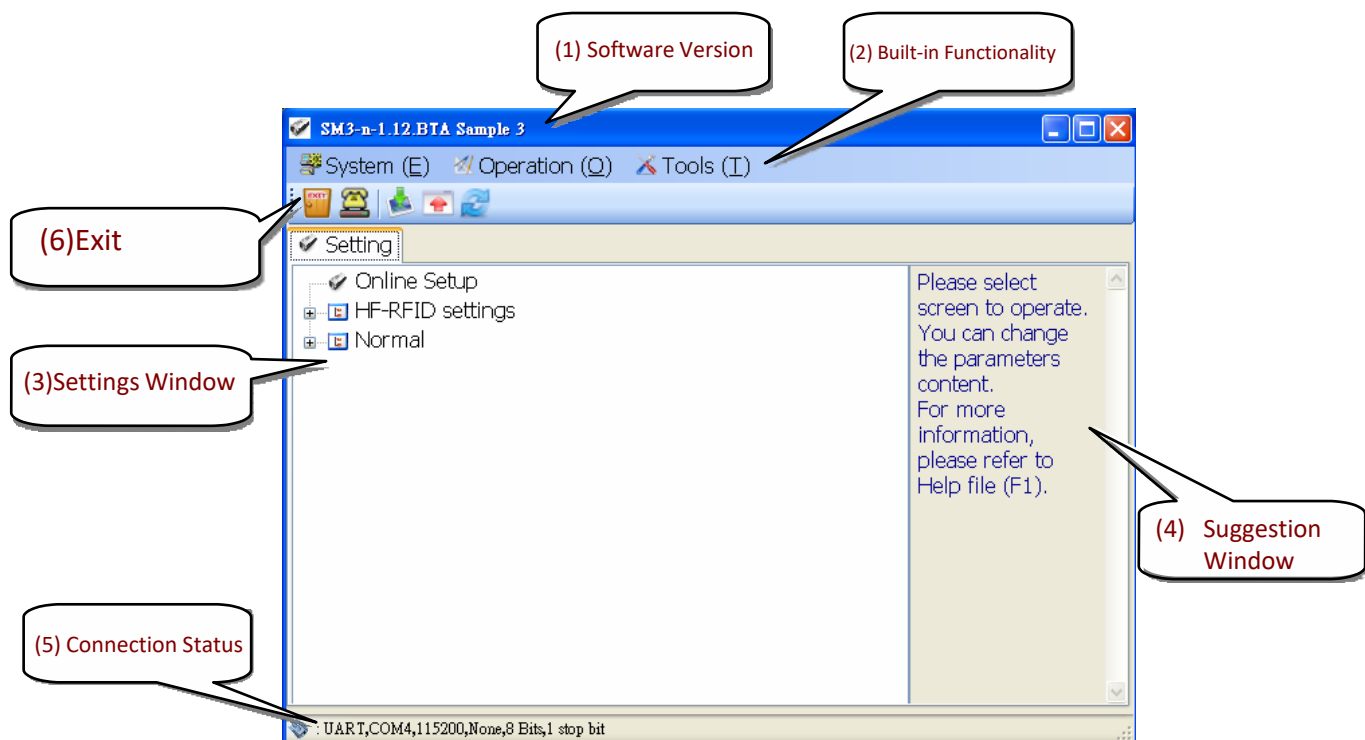 (1) Software Version
(2) Built-in Functionality
SM3-n-1.12.BTA Sample 3
System (E) Operation (O) Tools (T)
EXIT
(6)Exit
Setting
Online Setup
HF-RFID settings
Normal
Please select
screen to operate.
You can change
the parameters
content.
For more
information,
please refer to
Help file (F1).
(3)Settings Window
(4) Suggestion
Window
(5) Connection Status
: UART,COM4,115200,None,8 Bits,1 stop bit